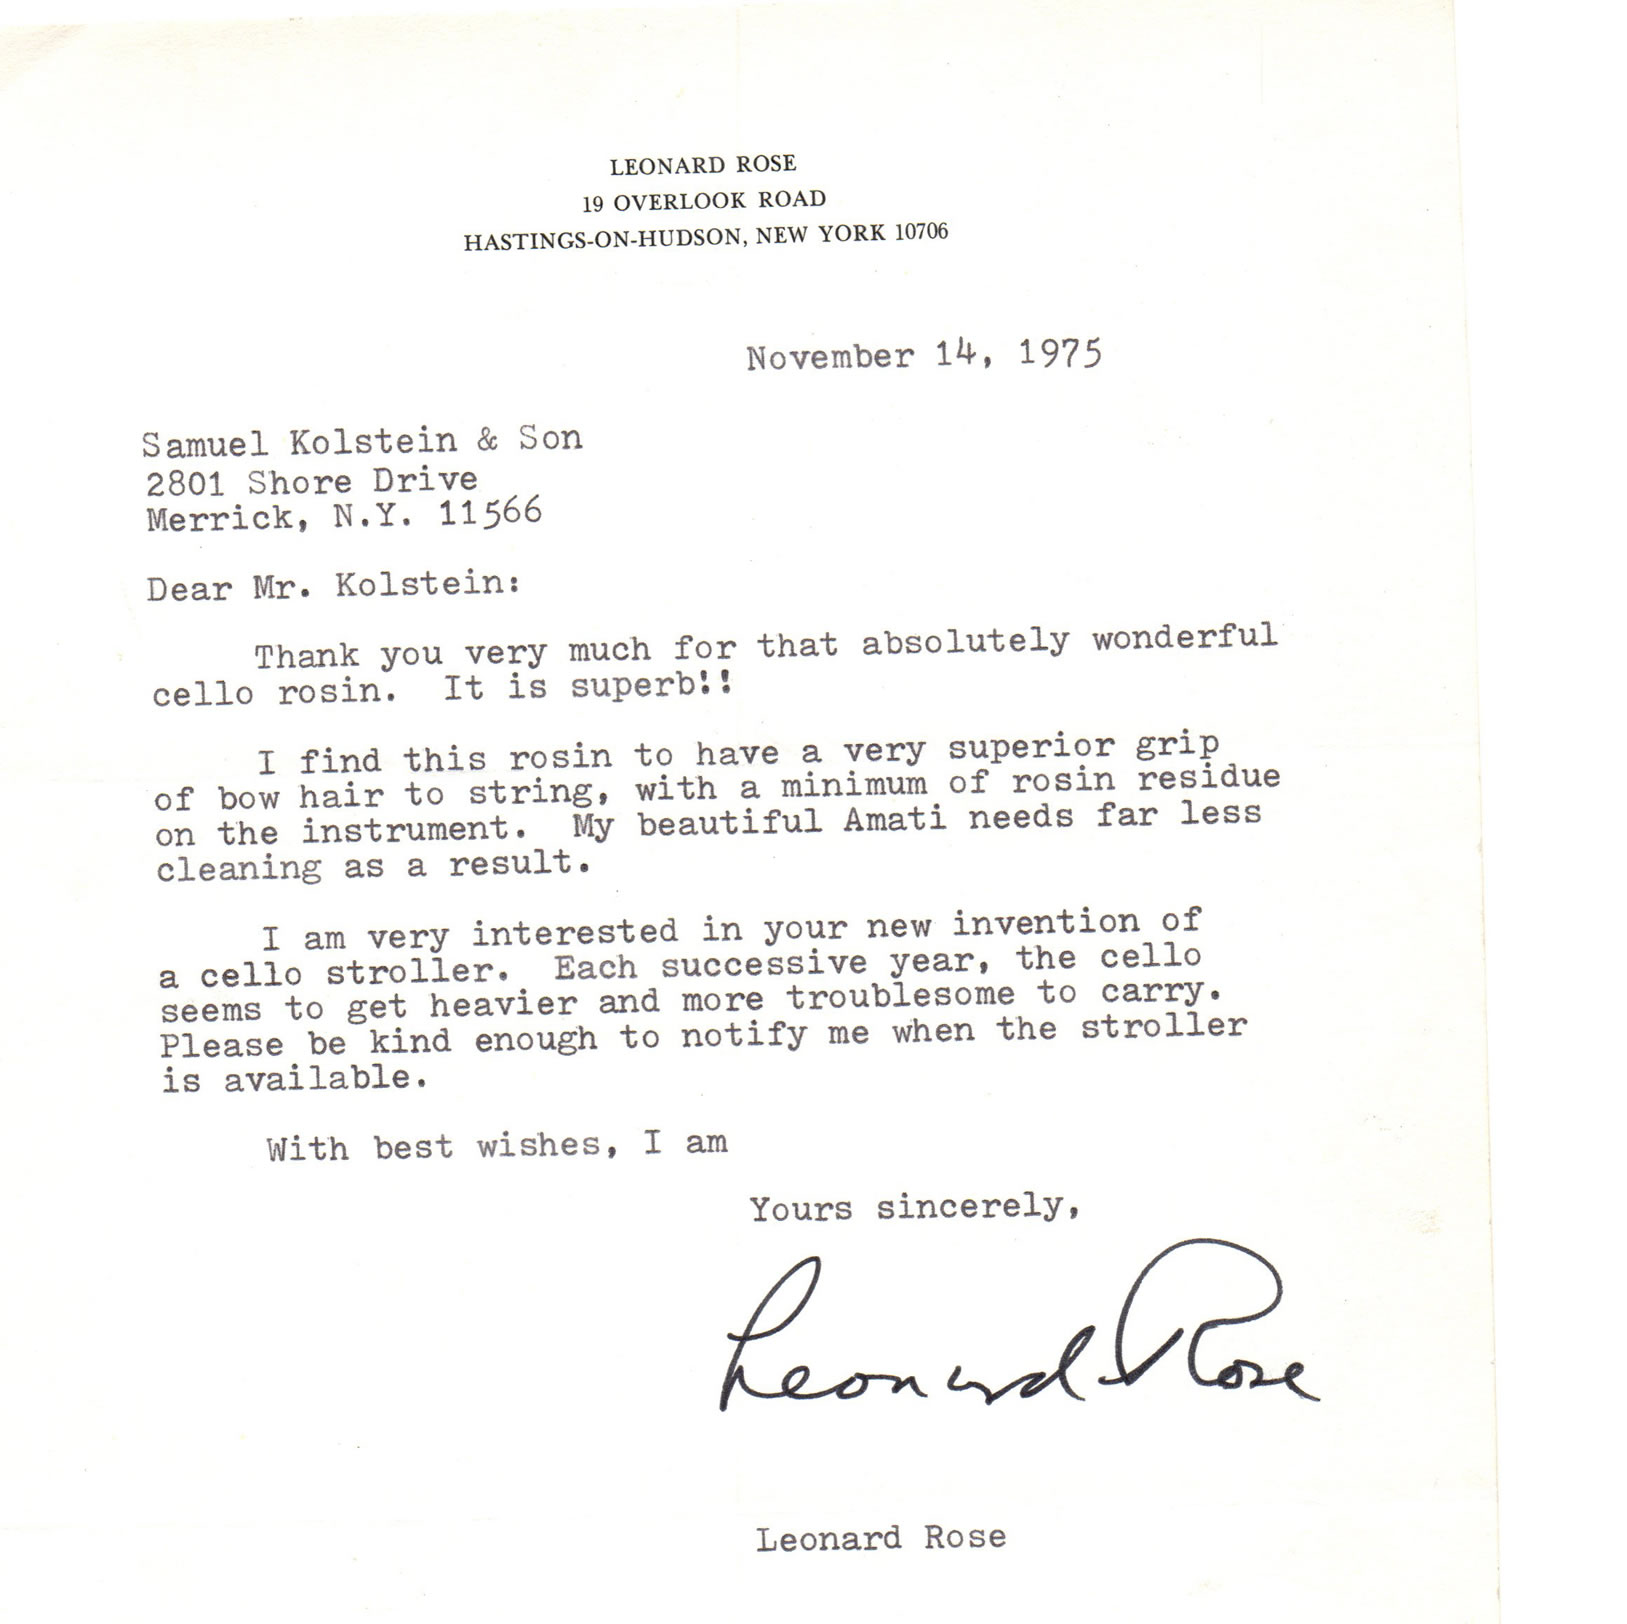 LEONARD ROSE
19 OVERLOOK ROAD
HASTINGS-ON-HUDSON, NEW YORK 10706
November 14, 1975
Samuel Kolstein & Son
2801 Shore Drive
Merrick, N.Y. 11566
Dear Mr. Kolstein:
Thank you very much for that absolutely wonderful
cello rosin. It is superb!!
I find this rosin to have a very superior grip
of bow hair to string, with a minimum of rosin residue
on the instrument. My beautiful Amati needs far less
cleaning as a result.
I am very interested in your new invention of
a cello stroller. Each successive year, the cello
seems to get heavier and more troublesome to carry.
Please be kind enough to notify me when the stroller
is available.
With best wishes, I am
Yours sincerely,
Leonard Rose
Leonard Rose